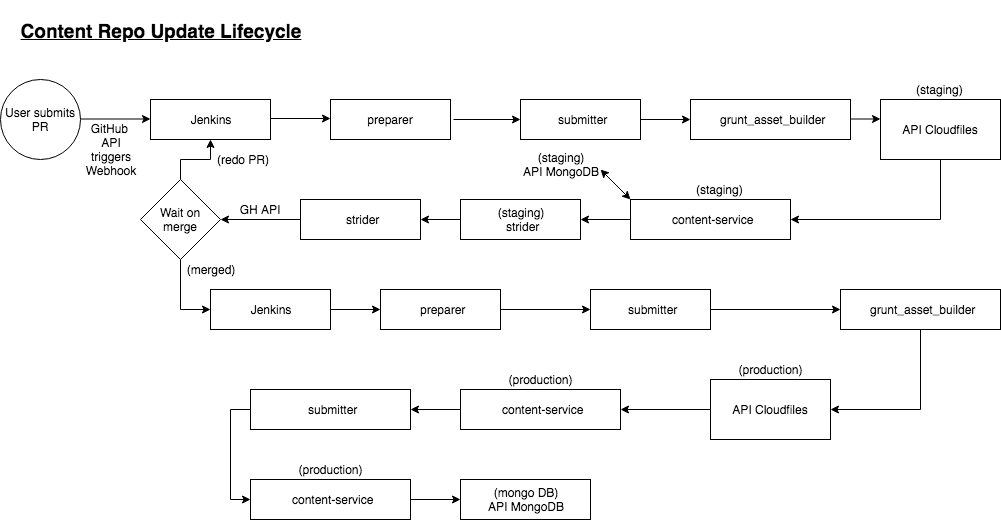 Content Repo Update Lifecycle
(staging)
User submits
PR
GitHub
API
triggers
Webhook
Jenkins
preparer
submitter
grunt_asset_builder
API Cloudfiles
(redo PR)
(staging)
API MongoDB
(staging)
Wait on
merge
GH API
strider
(staging)
strider
content-service
(merged)
Jenkins
preparer
submitter
grunt_asset_builder
(production)
(production)
submitter
content-service
API Cloudfiles
(production)
content-service
(mongo DB)
API MongoDB